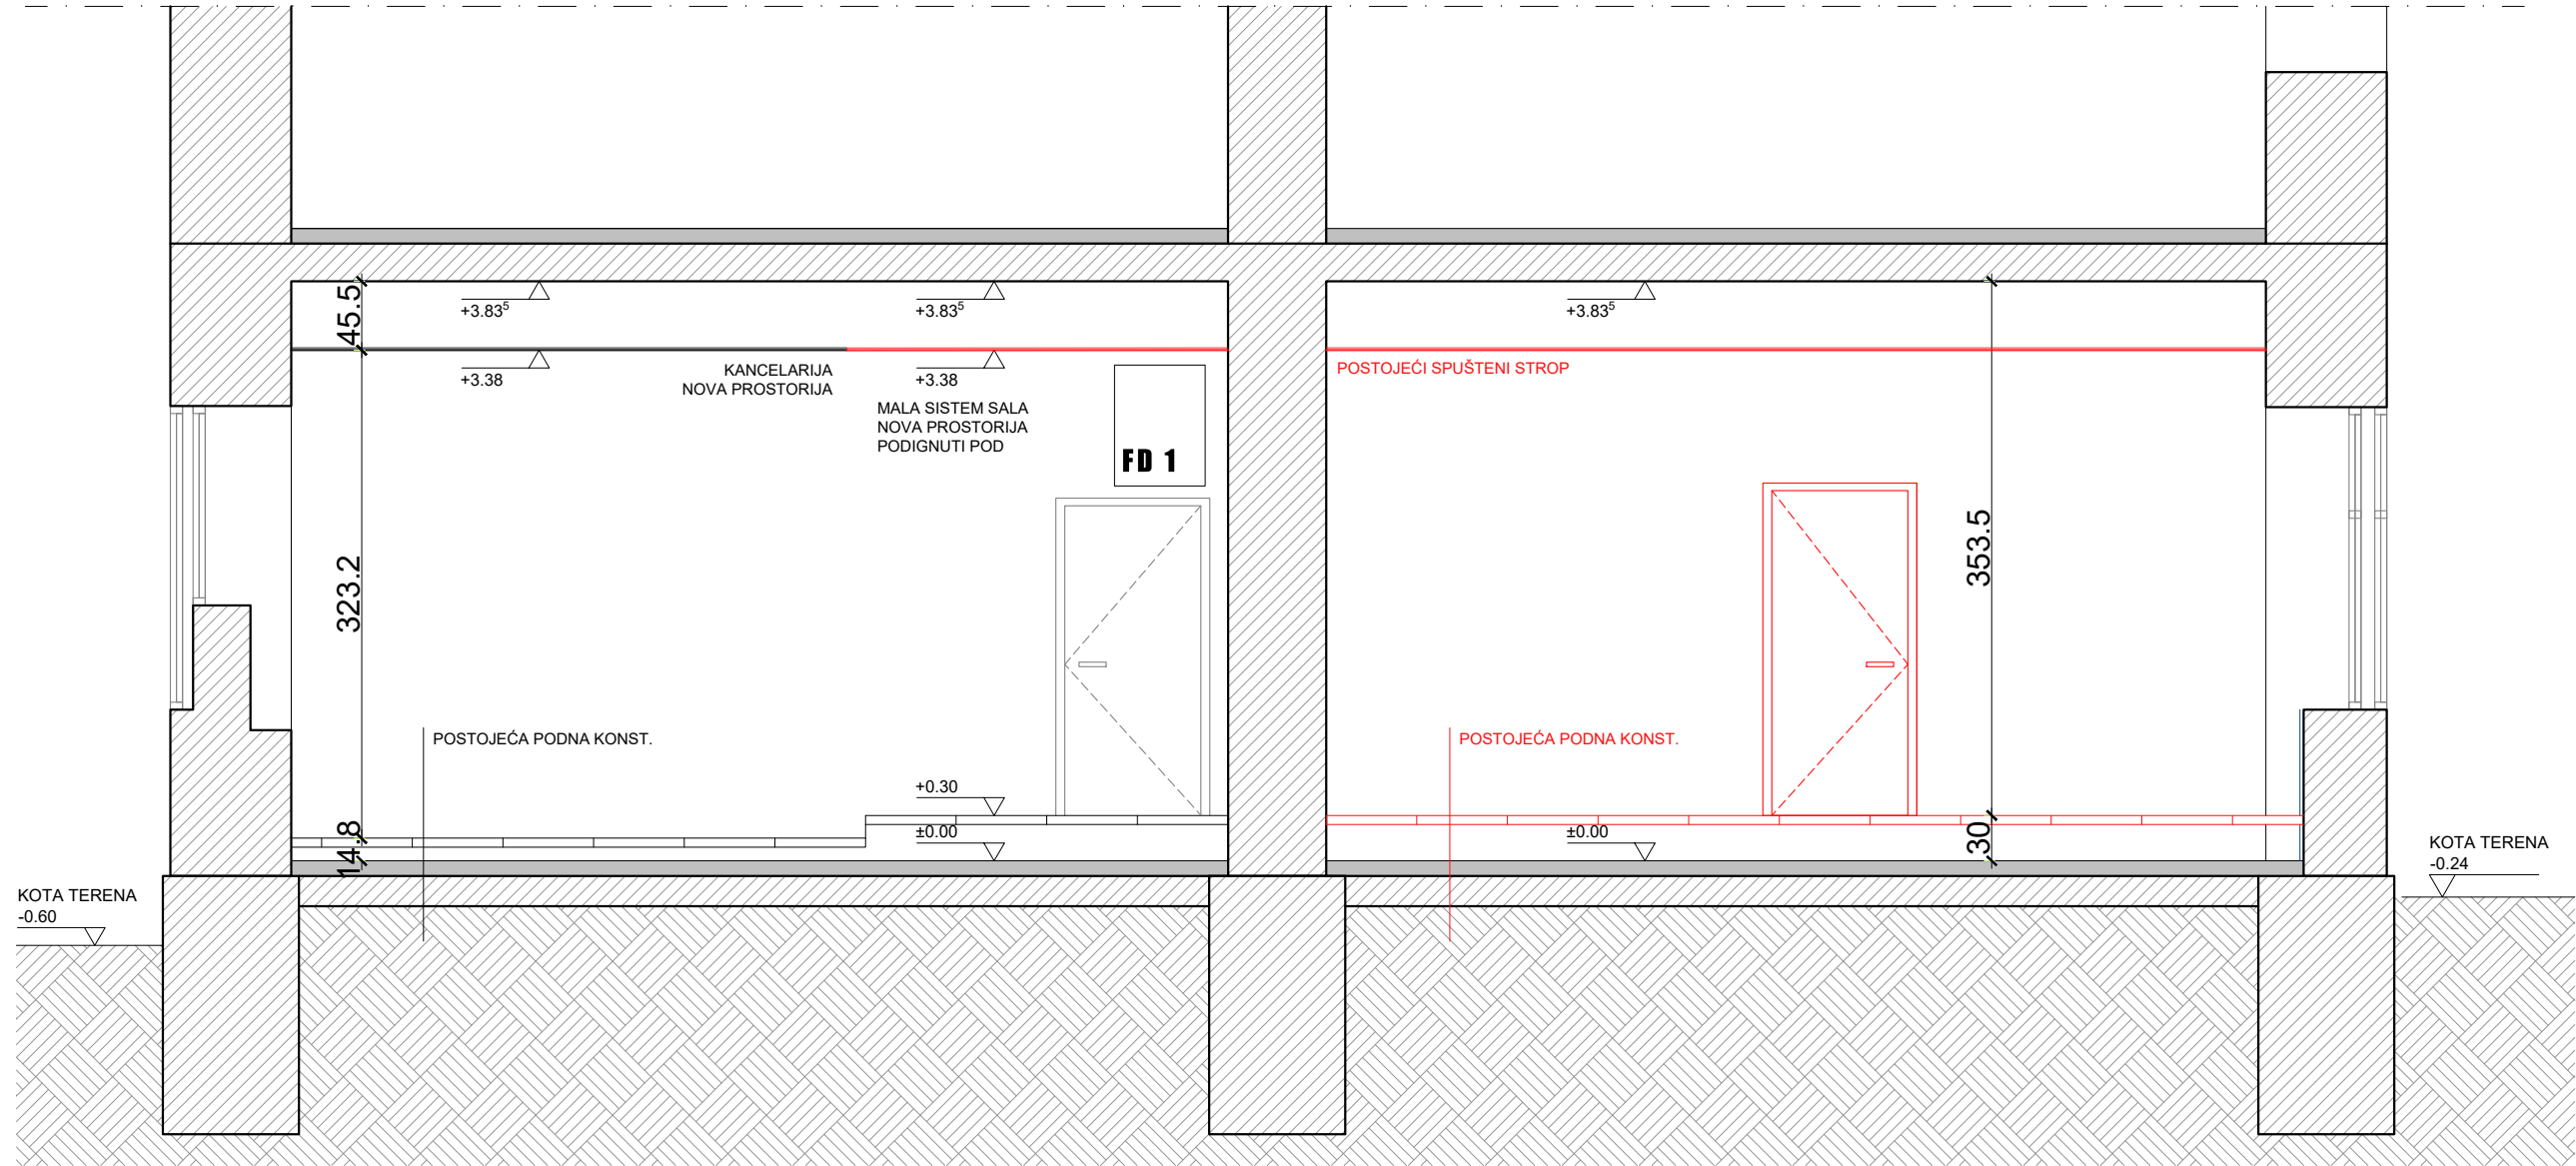 45.5
+3.83⁵
+3.83⁵
+3.83⁵
+3.38
KANCELARIJA
NOVA PROSTORIJA
+3.38
MALA SISTEM SALA
NOVA PROSTORIJA
PODIGNUTI POD
FD 1
POSTOJEĆI SPUŠTENI STROP
323.2
353.5
POSTOJEĆA PODNA KONST.
POSTOJEĆA PODNA KONST.
+0.30
±0.00
±0.00
14.8
30
KOTA TERENA
-0.60
KOTA TERENA
-0.24